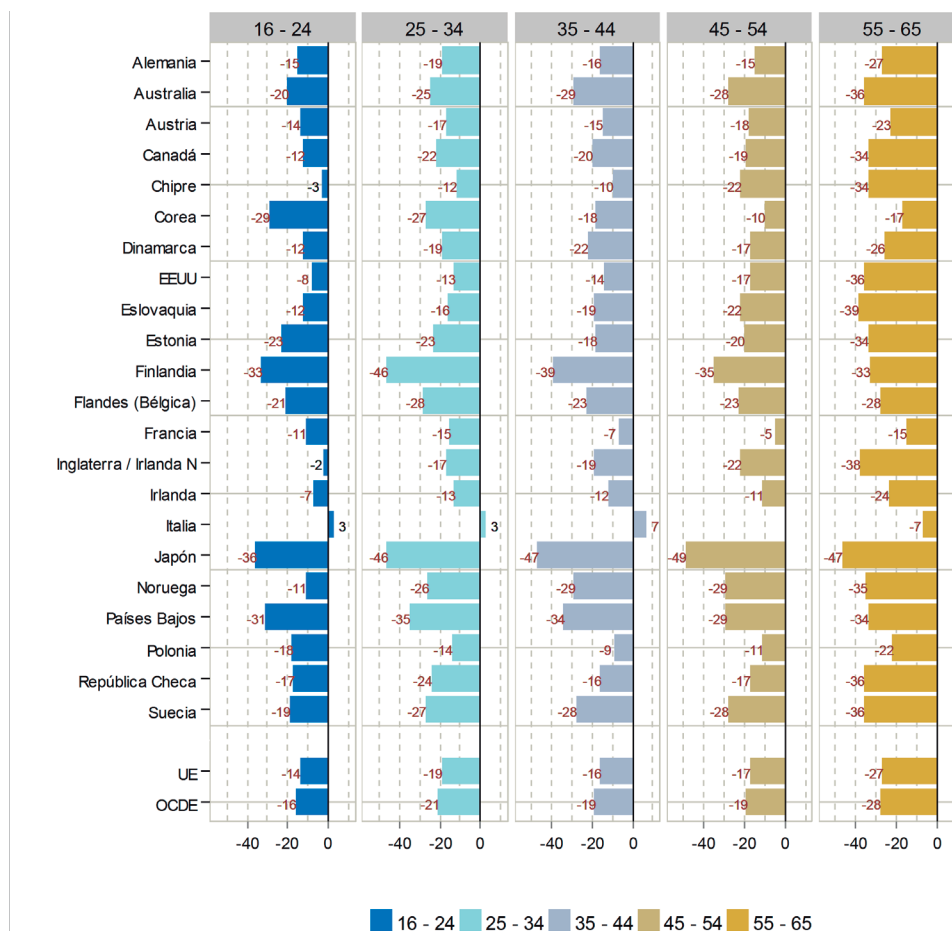 16 - 24 25 - 34 35 - 44 45 - 54 55 - 65
Alemania -15 -19 -16 -15 -27
Australia -20 -25 -29 -28 -36
Austria -14 -17 -15 -18 -23
Canadá -12 -22 -20 -19 -34
Chipre -3 -12 -10 -22 -34
Corea -29 -27 -18 -10 -17
Dinamarca -12 -19 -22 -17 -26
EEUU -8 -13 -14 -17 -36
Eslovaquia -12 -16 -19 -22 -39
Estonia -23 -23 -18 -20 -34
Finlandia -33 -46 -39 -35 -33
Flandes (Bélgica) -21 -28 -23 -23 -28
Francia -11 -15 -7 -5 -15
Inglaterra / Irlanda N -2 -17 -19 -22 -38
Irlanda -7 -13 -12 -11 -24
Italia 3 3 7 -7
Japón -36 -46 -47 -49 -47
Noruega -11 -26 -29 -29 -35
Países Bajos -31 -35 -34 -29 -34
Polonia -18 -14 -9 -11 -22
República Checa -17 -24 -16 -17 -36
Suecia -19 -27 -28 -28 -36
UE -14 -19 -16 -17 -27
OCDE -16 -21 -19 -19 -28
-40 -20 0 -40 -20 0 -40 -20 0 -40 -20 0 -40 -20 0
16 - 24 25 - 34 35 - 44 45 - 54 55 - 65